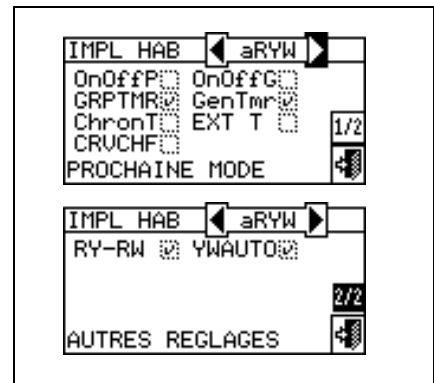 IMPL HAB aRYW
OnOffP OnOffG
GRPTMR GenTmr
ChronT EXT T
CRVCHF
1/2
PROCHAINE MODE
IMPL HAB aRYW
RY-RW YWAUTO
2/2
AUTRES REGLAGES